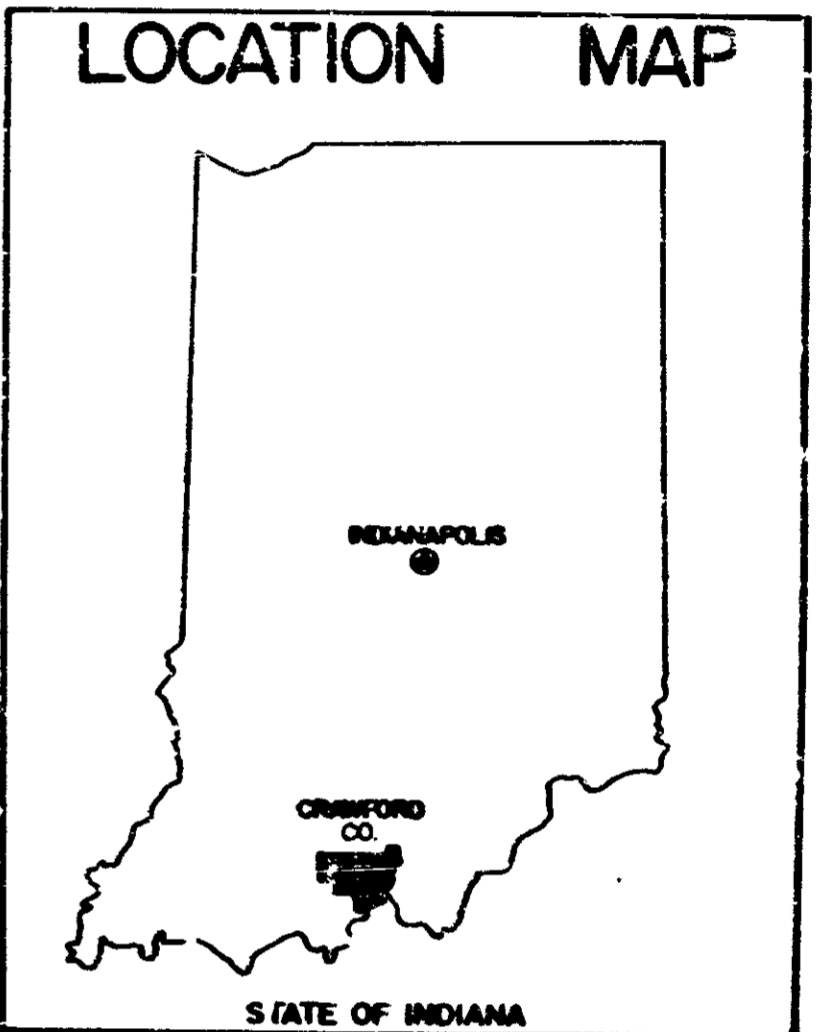 LOCATION MAP
INDIANAPOLIS
CRAWFORD
CO.
STATE OF INDIANA